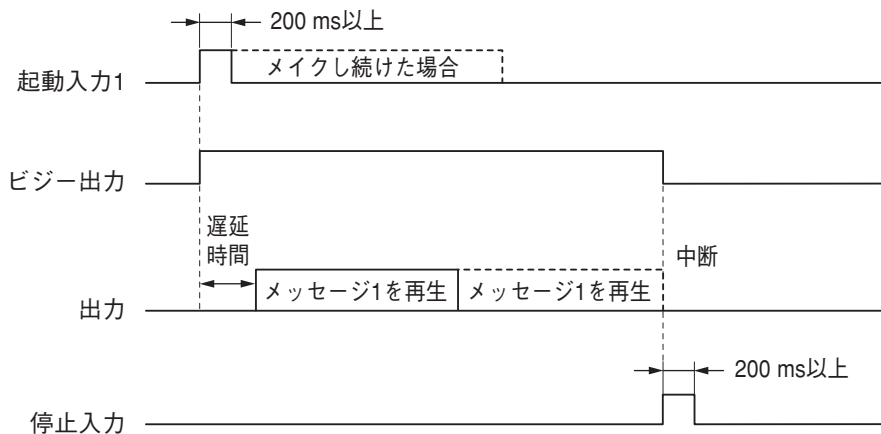 200 ms以上
起動入力1
メイクし続けた場合
ビジー出力
遅延
時間
中断
出力
メッセージ1を再生
メッセージ1を再生
200 ms以上
停止入力